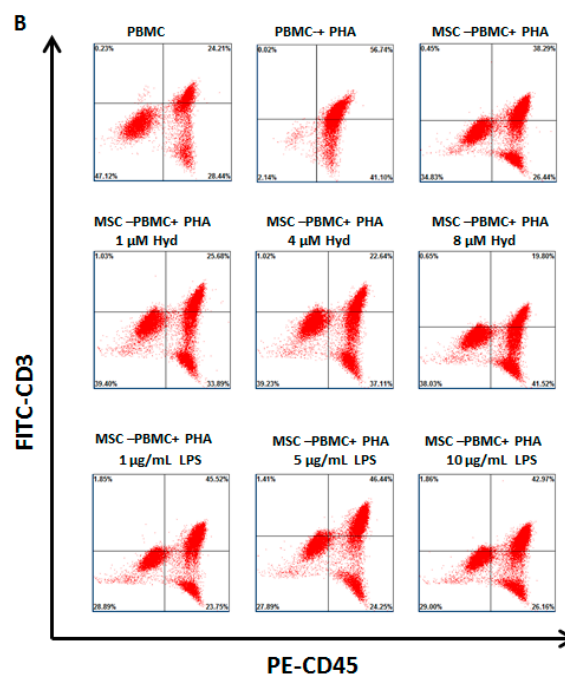 B
PBMC
PBMC-+ PHA
MSC –PBMC+ PHA
0.23%
24.21%
0.02%
56.74%
0.45%
38.29%
47.12%
28.44%
2.14%
41.10%
34.83%
26.44%
MSC –PBMC+ PHA
1 µM Hyd
MSC –PBMC+ PHA
4 µM Hyd
MSC –PBMC+ PHA
8 µM Hyd
1.03%
25.68%
1.02%
22.64%
0.65%
19.80%
39.40%
33.89%
39.23%
37.11%
38.03%
41.52%
MSC –PBMC+ PHA
1 µg/mL LPS
MSC –PBMC+ PHA
5 µg/mL LPS
MSC –PBMC+ PHA
10 µg/mL LPS
1.85%
45.52%
1.41%
46.44%
1.86%
42.97%
28.89%
23.75%
27.89%
24.25%
29.00%
26.16%
FITC-CD3
PE-CD45